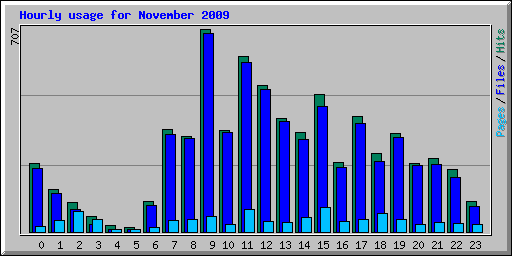 Hourly usage for November 2009
707
Pages / Files / Hits
0 1 2 3 4 5 6 7 8 9 10 11 12 13 14 15 16 17 18 19 20 21 22 23